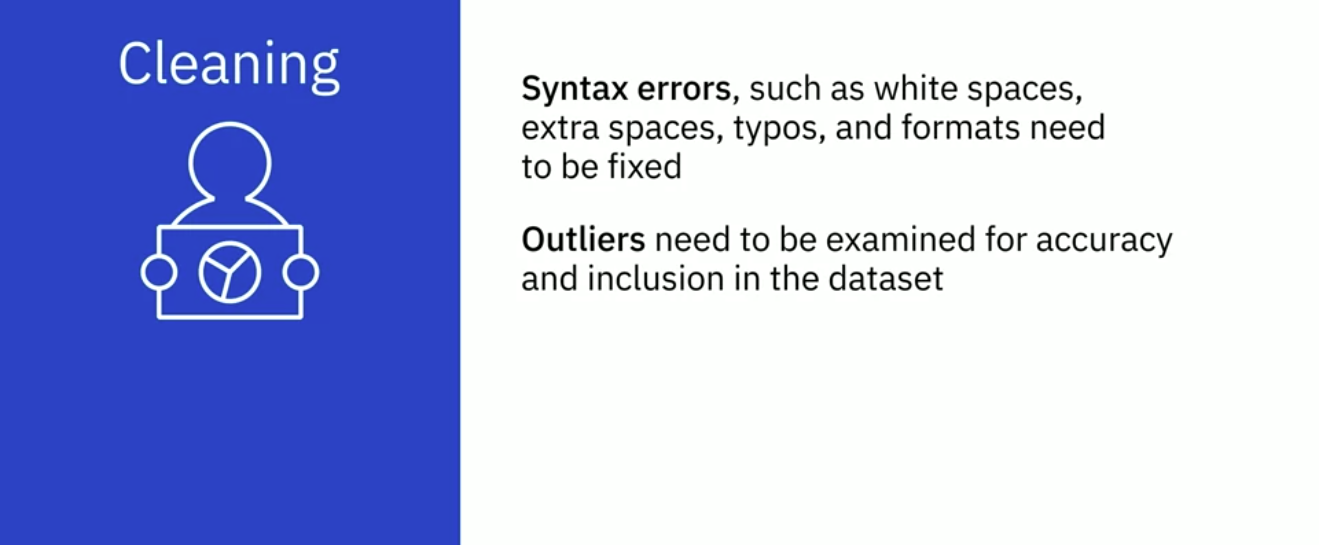 Cleaning
Syntax errors, such as white spaces,
extra spaces, typos, and formats need
to be fixed
Outliers need to be examined for accuracy
and inclusion in the dataset